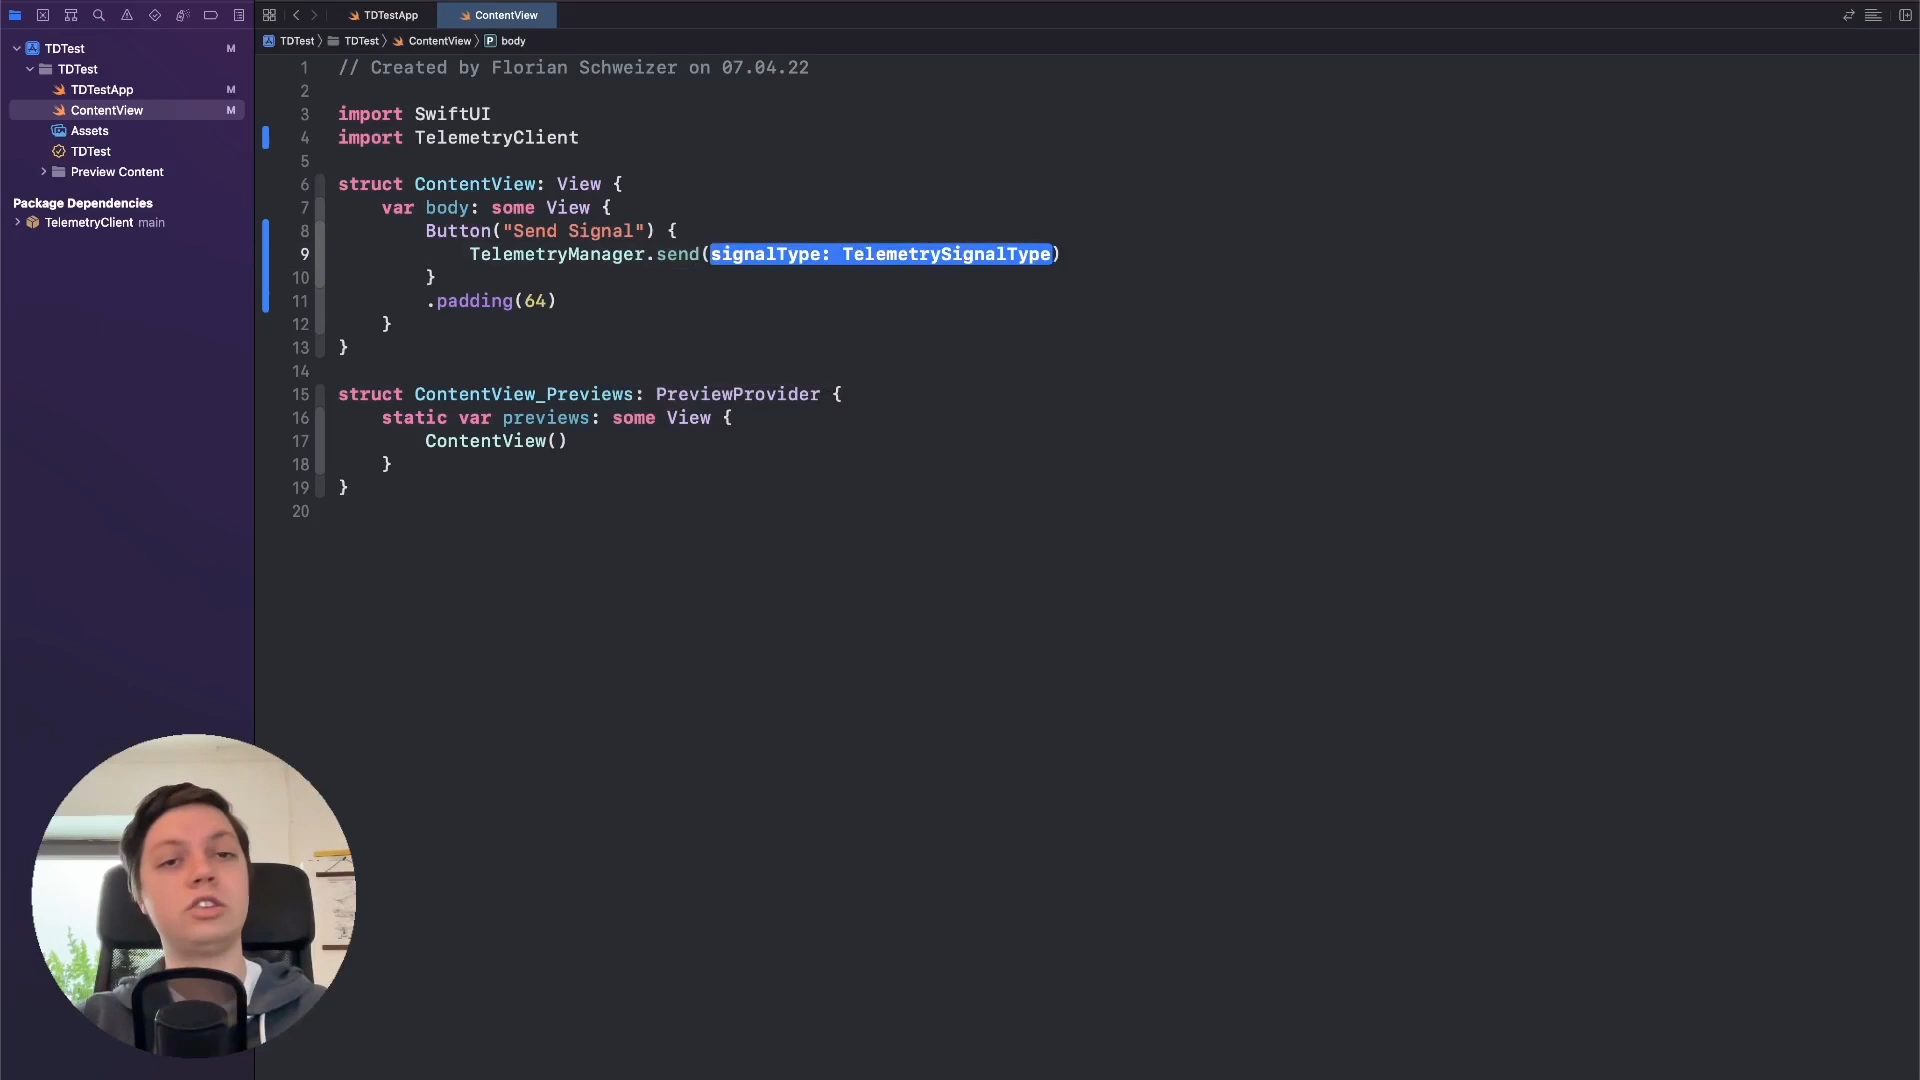 TDTestApp
ContentView
TDTest
TDTest
ContentView
P body
TDTest M
TDTest
TDTestApp M
ContentView M
Assets
TDTest
Preview Content
Package Dependencies
TelemetryClient main
1 // Created by Florian Schweizer on 07.04.22
2
3 import SwiftUI
4 import TelemetryClient
5
6 struct ContentView: View {
7 var body: some View {
8 Button("Send Signal") {
9 TelemetryManager.send(signalType: TelemetrySignalType)
10 }
11 .padding(64)
12 }
13 }
14
15 struct ContentView_Previews: PreviewProvider {
16 static var previews: some View {
17 ContentView()
18 }
19 }
20